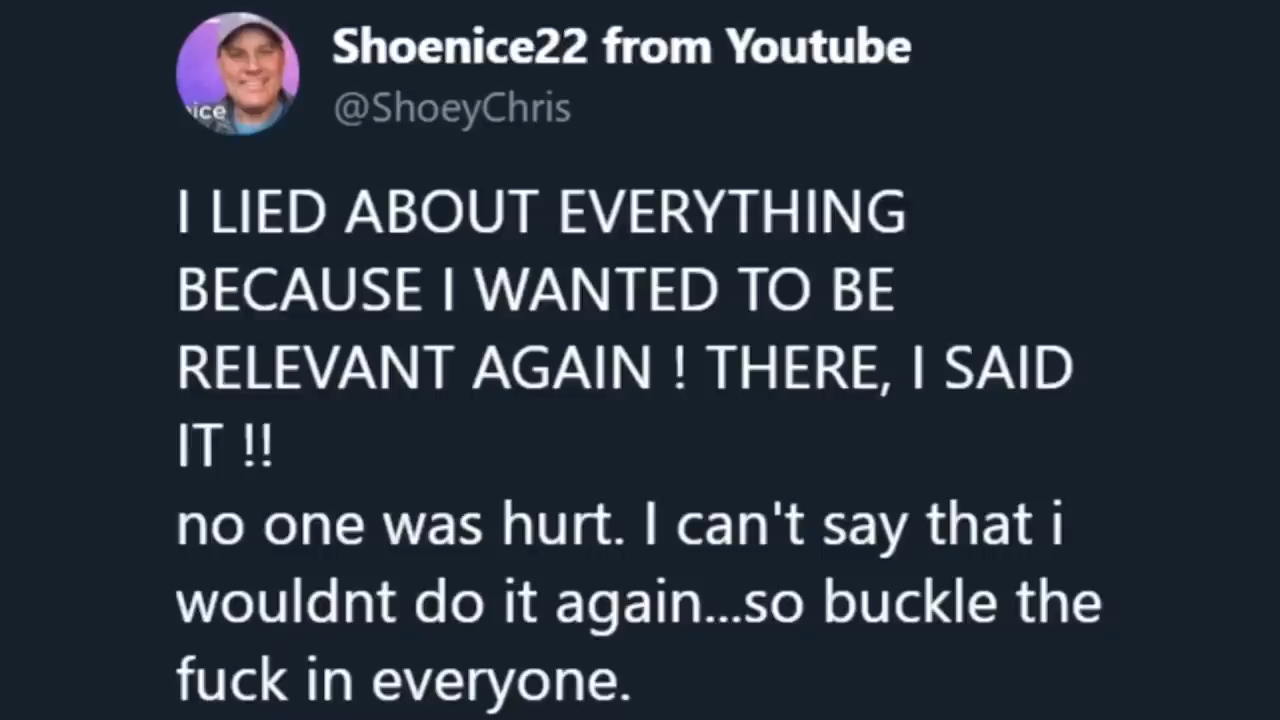 Shoenice22 from Youtube
@ShoeyChris
ice
I LIED ABOUT EVERYTHING
BECAUSE I WANTED TO BE
RELEVANT AGAIN ! THERE, I SAID
IT !!
no one was hurt. I can't say that i
wouldnt do it again...so buckle the
fuck in everyone.